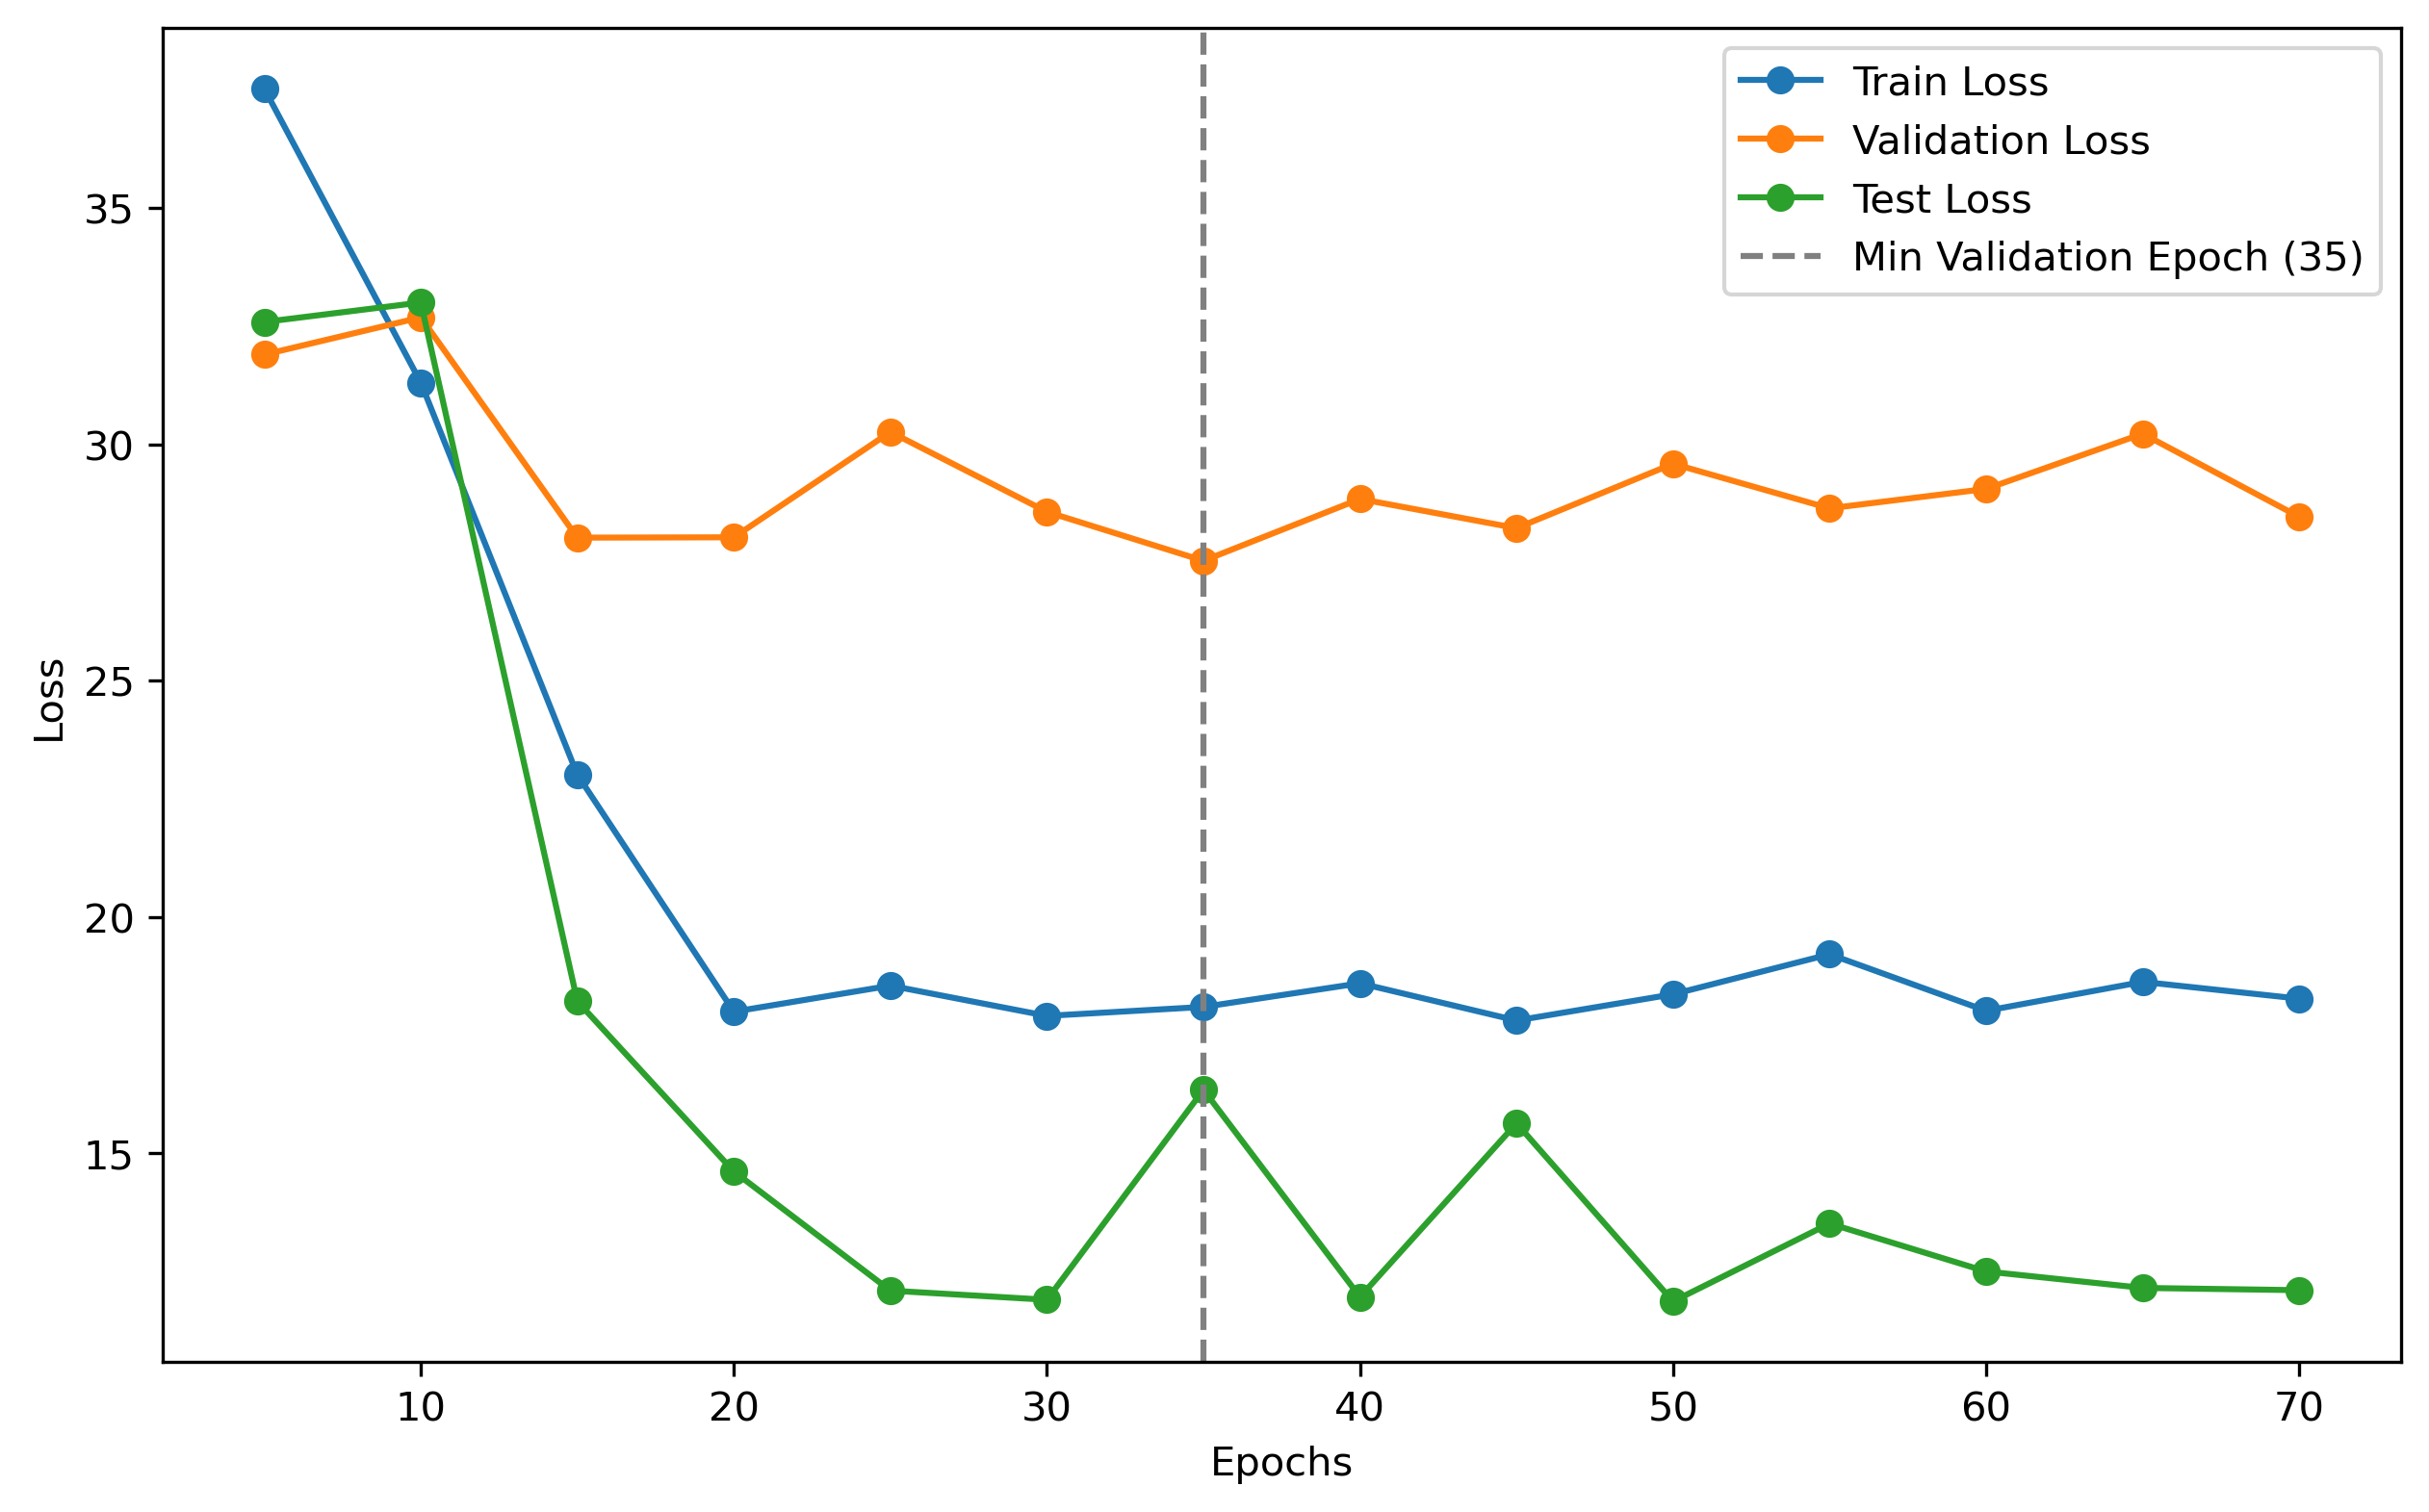 Train Loss
Validation Loss
Test Loss
Min Validation Epoch (35)
35
30
25
20
15
Loss
10 20 30 40 50 60 70
Epochs